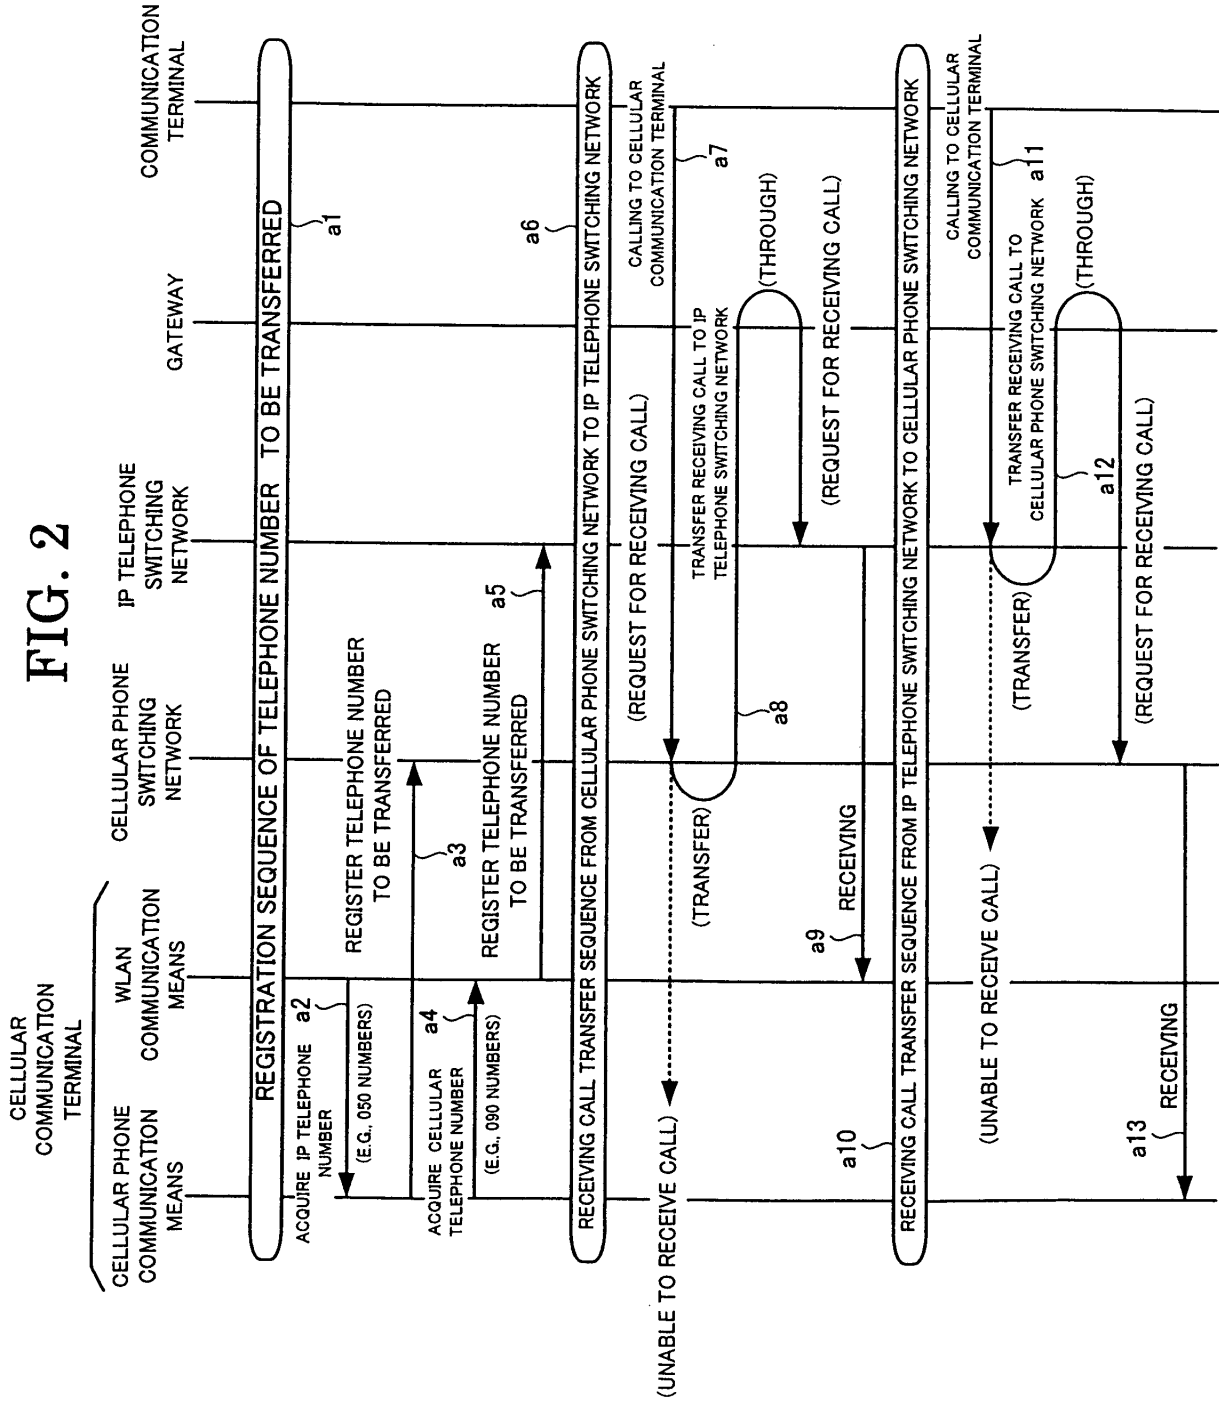 FIG. 2
CELLULAR
COMMUNICATION
TERMINAL
CELLULAR PHONE
COMMUNICATION
MEANS
WLAN
COMMUNICATION
MEANS
CELLULAR PHONE
SWITCHING
NETWORK
IP TELEPHONE
SWITCHING
NETWORK
GATEWAY
COMMUNICATION
TERMINAL
REGISTRATION SEQUENCE OF TELEPHONE NUMBER TO BE TRANSFERRED
a1
ACQUIRE IP TELEPHONE
NUMBER
a2
(E.G., 050 NUMBERS)
REGISTER TELEPHONE NUMBER
TO BE TRANSFERRED
a3
ACQUIRE CELLULAR
TELEPHONE NUMBER
a4
(E.G., 090 NUMBERS)
REGISTER TELEPHONE NUMBER
TO BE TRANSFERRED
a5
a6
RECEIVING CALL TRANSFER SEQUENCE FROM CELLULAR PHONE SWITCHING NETWORK TO IP TELEPHONE SWITCHING NETWORK
CALLING TO CELLULAR
COMMUNICATION TERMINAL
a7
(REQUEST FOR RECEIVING CALL)
(UNABLE TO RECEIVE CALL)
(TRANSFER)
TRANSFER RECEIVING CALL TO IP
TELEPHONE SWITCHING NETWORK
a8
(THROUGH)
(REQUEST FOR RECEIVING CALL)
a9
RECEIVING
a10
RECEIVING CALL TRANSFER SEQUENCE FROM IP TELEPHONE SWITCHING NETWORK TO CELLULAR PHONE SWITCHING NETWORK
CALLING TO CELLULAR
COMMUNICATION TERMINAL
a11
(UNABLE TO RECEIVE CALL)
(TRANSFER)
TRANSFER RECEIVING CALL TO
CELLULAR PHONE SWITCHING NETWORK
a12
(THROUGH)
(REQUEST FOR RECEIVING CALL)
a13
RECEIVING